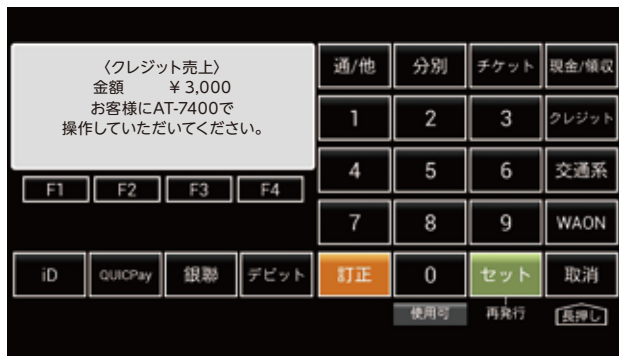 〈クレジット売上〉
金額 ¥3,000
お客様にAT-7400で
操作していただいてください。
F1 F2 F3 F4
通/他 分別 チケット 現金/領収
1 2 3 クレジット
4 5 6 交通系
7 8 9 WAON
iD QUICPay 銀聯 デビット 訂正 0 セット 取消
使用可 再発行 長押し